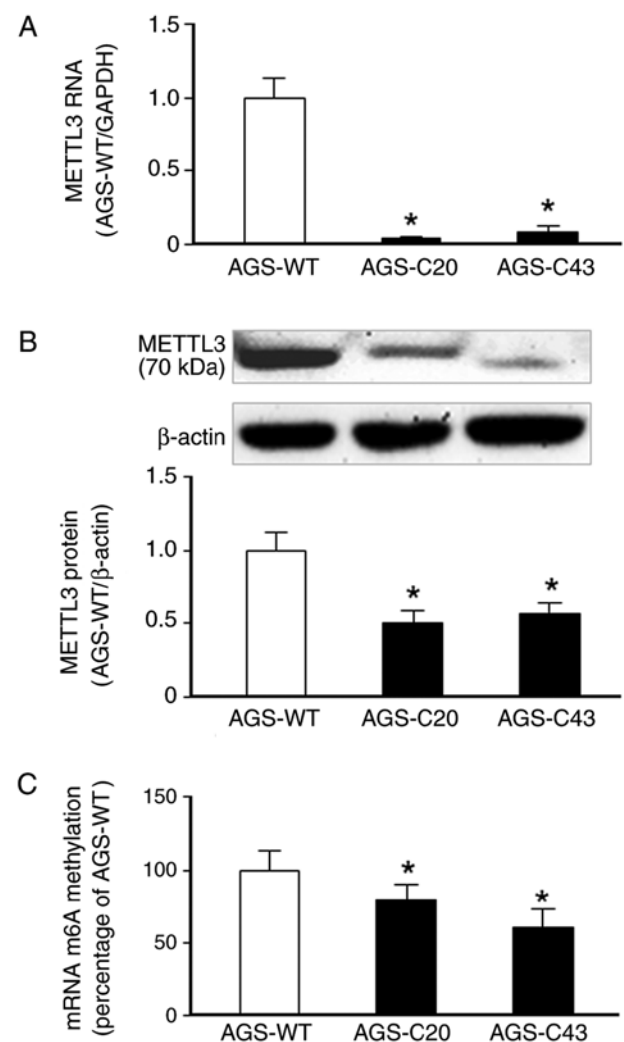 A
METTL3 RNA
(AGS-WT/GAPDH)
1.5
1.0
0.5
0
*
*
AGS-WT AGS-C20 AGS-C43
B
METTL3
(70 kDa)
β-actin
METTL3 protein
(AGS-WT/β-actin)
1.5
1.0
0.5
0
*
*
AGS-WT AGS-C20 AGS-C43
C
mRNA m6A methylation
(percentage of AGS-WT)
150
100
50
0
*
*
AGS-WT AGS-C20 AGS-C43